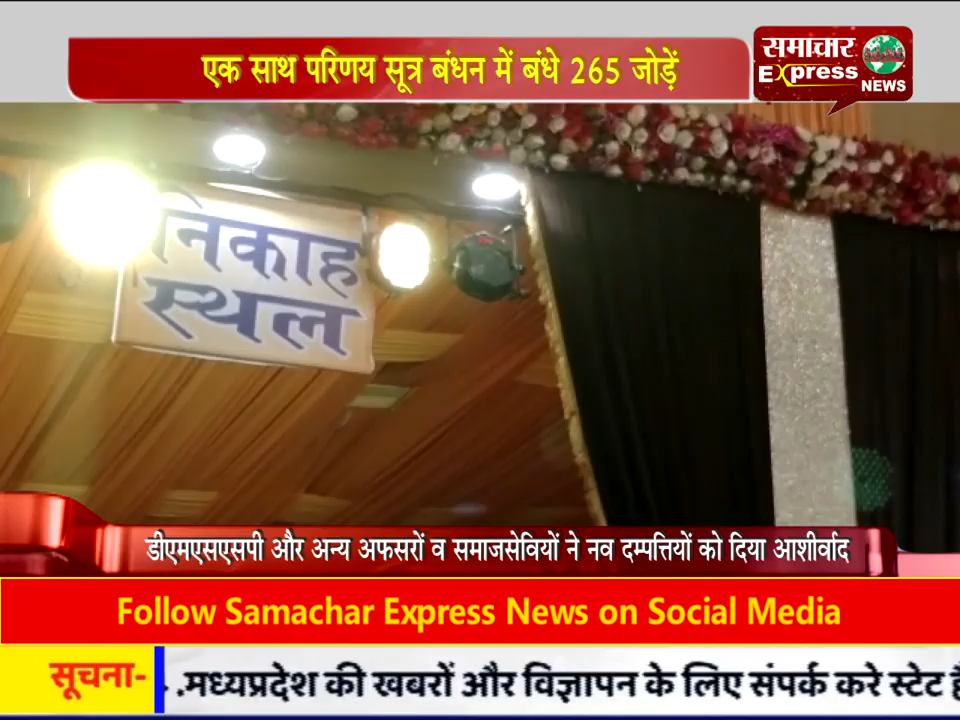 एक साथ परिणय सूत्र बंधन में बंधे 265 जोड़ें
समाचार
Express
NEWS
निकाह
स्थल
डीएमएसएसपी और अन्य अफसरों व समाजसेवियों ने नव दम्पत्तियों को दिया आशीर्वाद
Follow Samachar Express News on Social Media
सूचना- .मध्यप्रदेश की खबरों और विज्ञापन के लिए संपर्क करे स्टेट